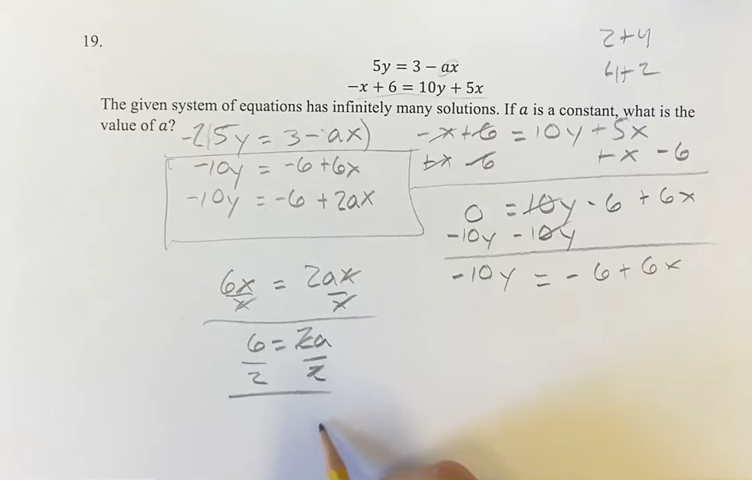 19.
2+4
4+2
5y = 3 − ax
−x + 6 = 10y + 5x
The given system of equations has infinitely many solutions. If a is a constant, what is the
value of a?
-2(5y = 3 - ax)
-10y = -6+6x
-10y = -6 + 2ax
-x+6 = 10y + 5x
+x -6 +x -6
0 = 10y - 6 + 6x
-10y -10y
-10y = - 6 + 6x
6x = 2ax
x x
6 = 2a
2 2